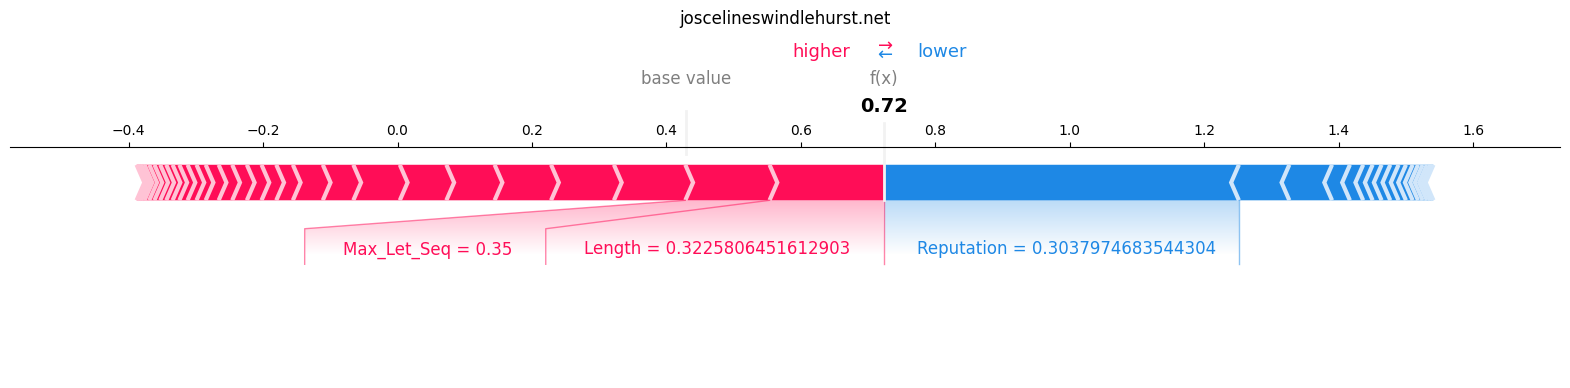 joscelineswindlehurst.net
higher → lower
←
base value f(x)
0.72
−0.4 −0.2 0.0 0.2 0.4 0.6 0.8 1.0 1.2 1.4 1.6
Max_Let_Seq = 0.35 Length = 0.3225806451612903 Reputation = 0.3037974683544304